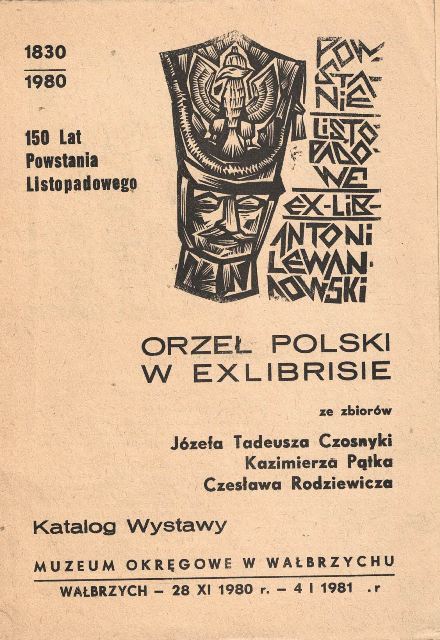 1830
1980
150 Lat
Powstania
Listopadowego
POW-
STA-
NIE
LISTO-
PADO-
WE
EX-LIB-
ANTONI
LEWAN-
DOWSKI
ORZEŁ POLSKI
W EXLIBRISIE
ze zbiorów
Józefa Tadeusza Czosnyki
Kazimierza Pątka
Czesława Rodziewicza
Katalog Wystawy
MUZEUM OKRĘGOWE W WAŁBRZYCHU
WAŁBRZYCH – 28 XI 1980 r. – 4 I 1981 .r